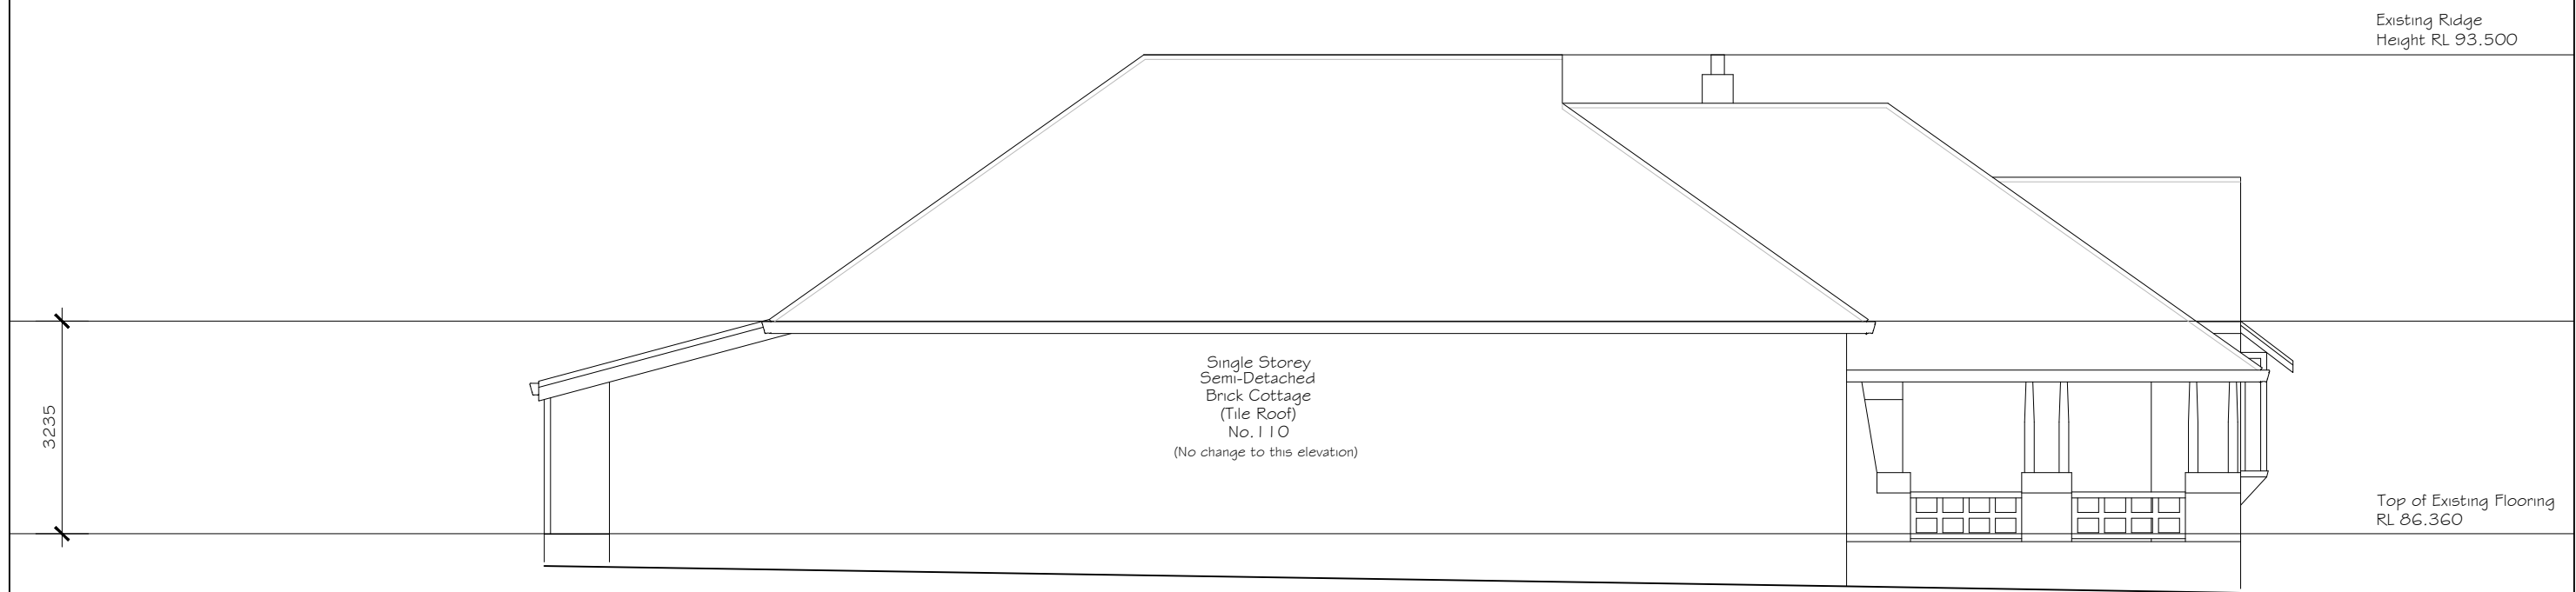 Existing Ridge
Height RL 93.500
Single Storey
Semi-Detached
Brick Cottage
(Tile Roof)
No.110
(No change to this elevation)
3235
Top of Existing Flooring
RL 86.360